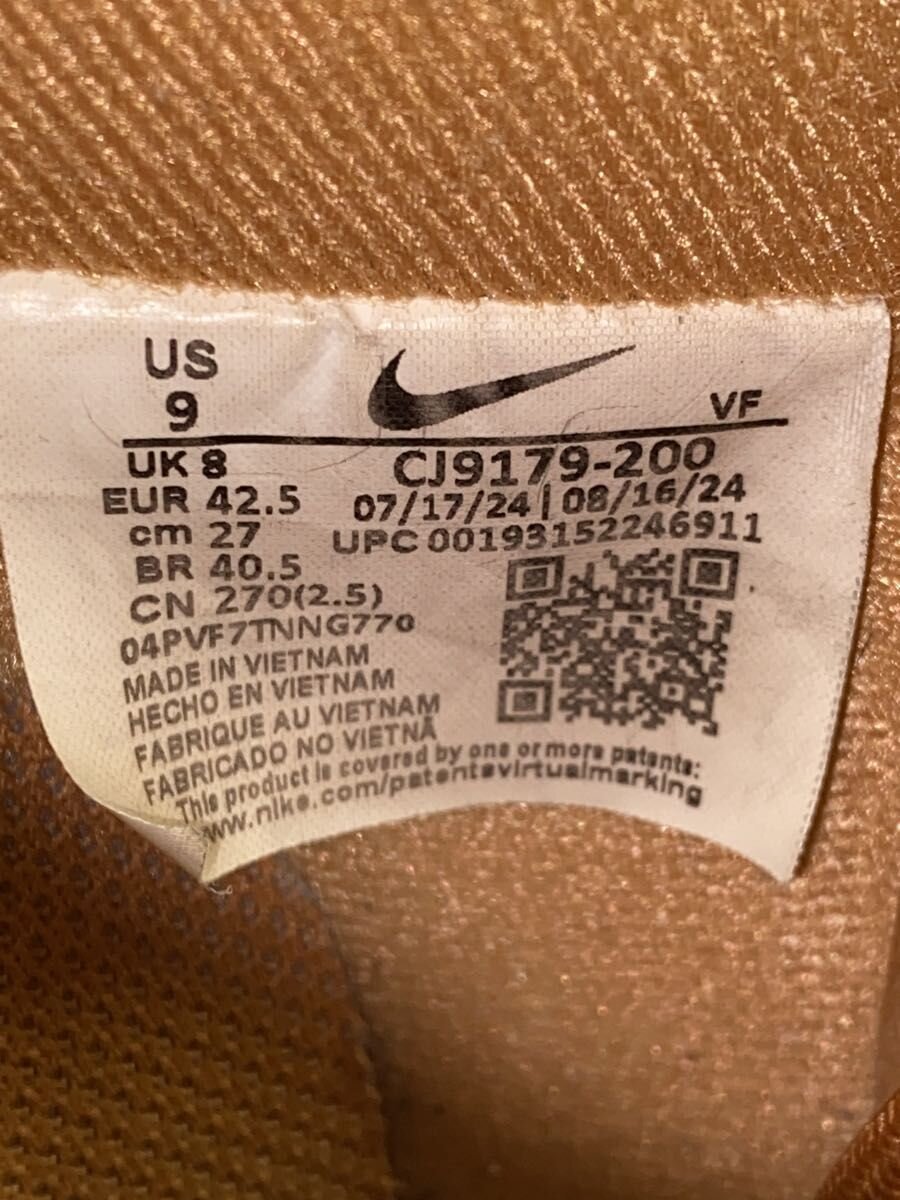 US
9
VF
UK 8
CJ9179-200
EUR 42.5
07/17/24 | 08/16/24
cm 27
UPC 00193152246911
BR 40.5
CN 270(2.5)
04PVF7TNNG770
MADE IN VIETNAM
HECHO EN VIETNAM
FABRIQUE AU VIETNAM
FABRICADO NO VIETNÃ
This product is covered by one or more patents:
www.nike.com/patentsvirtualmarking